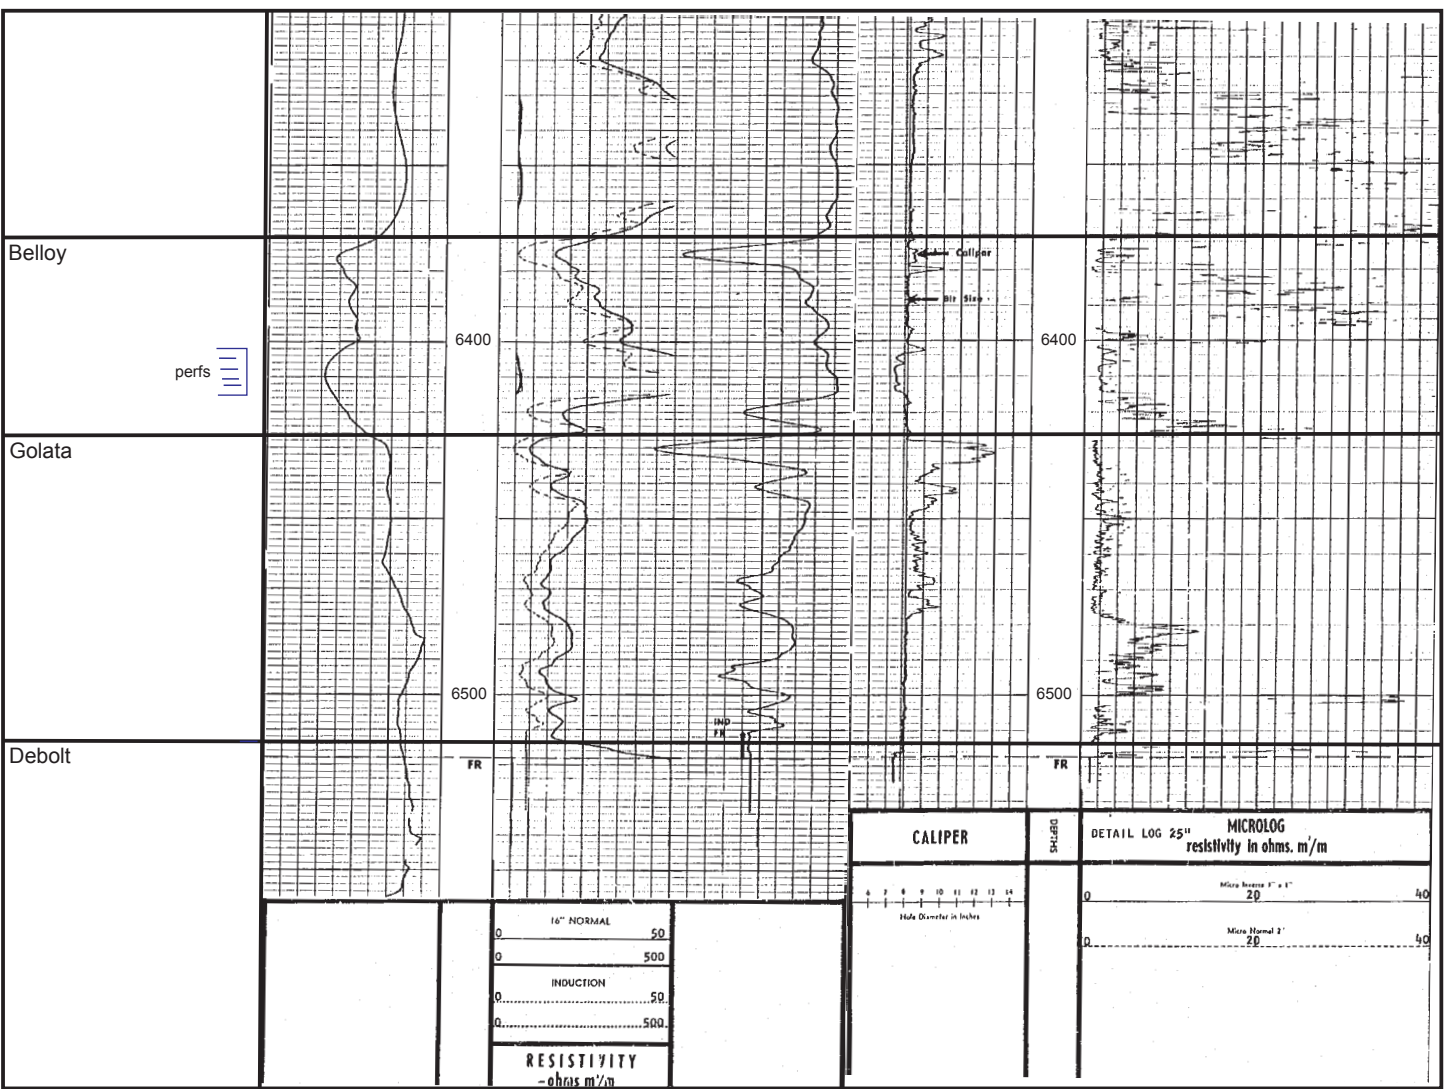 Belloy
Caliper
Bit Size
6400
6400
perfs
Golata
6500
6500
IND
FR
Debolt
FR
FR
CALIPER
DEPTHS
DETAIL LOG 25"
MICROLOG
resistivity in ohms. m²/m
6 7 8 9 10 11 12 13 14
Hole Diameter in Inches
Micro Inverse 1" x 1"
0 20 40
Micro Normal 2"
0 20 40
16" NORMAL
0 50
0 500
INDUCTION
0 50
0 500
RESISTIVITY
-ohms m²/m